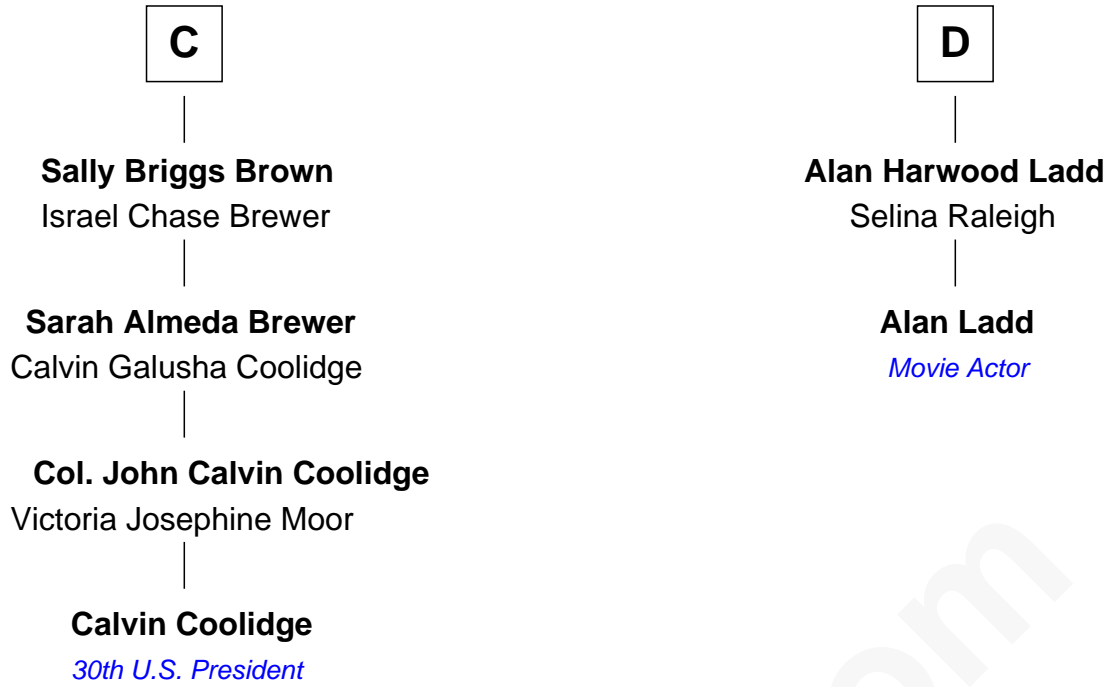 C
Sally Briggs Brown
Israel Chase Brewer
Sarah Almeda Brewer
Calvin Galusha Coolidge
Col. John Calvin Coolidge
Victoria Josephine Moor
Calvin Coolidge
30th U.S. President
D
Alan Harwood Ladd
Selina Raleigh
Alan Ladd
Movie Actor
om